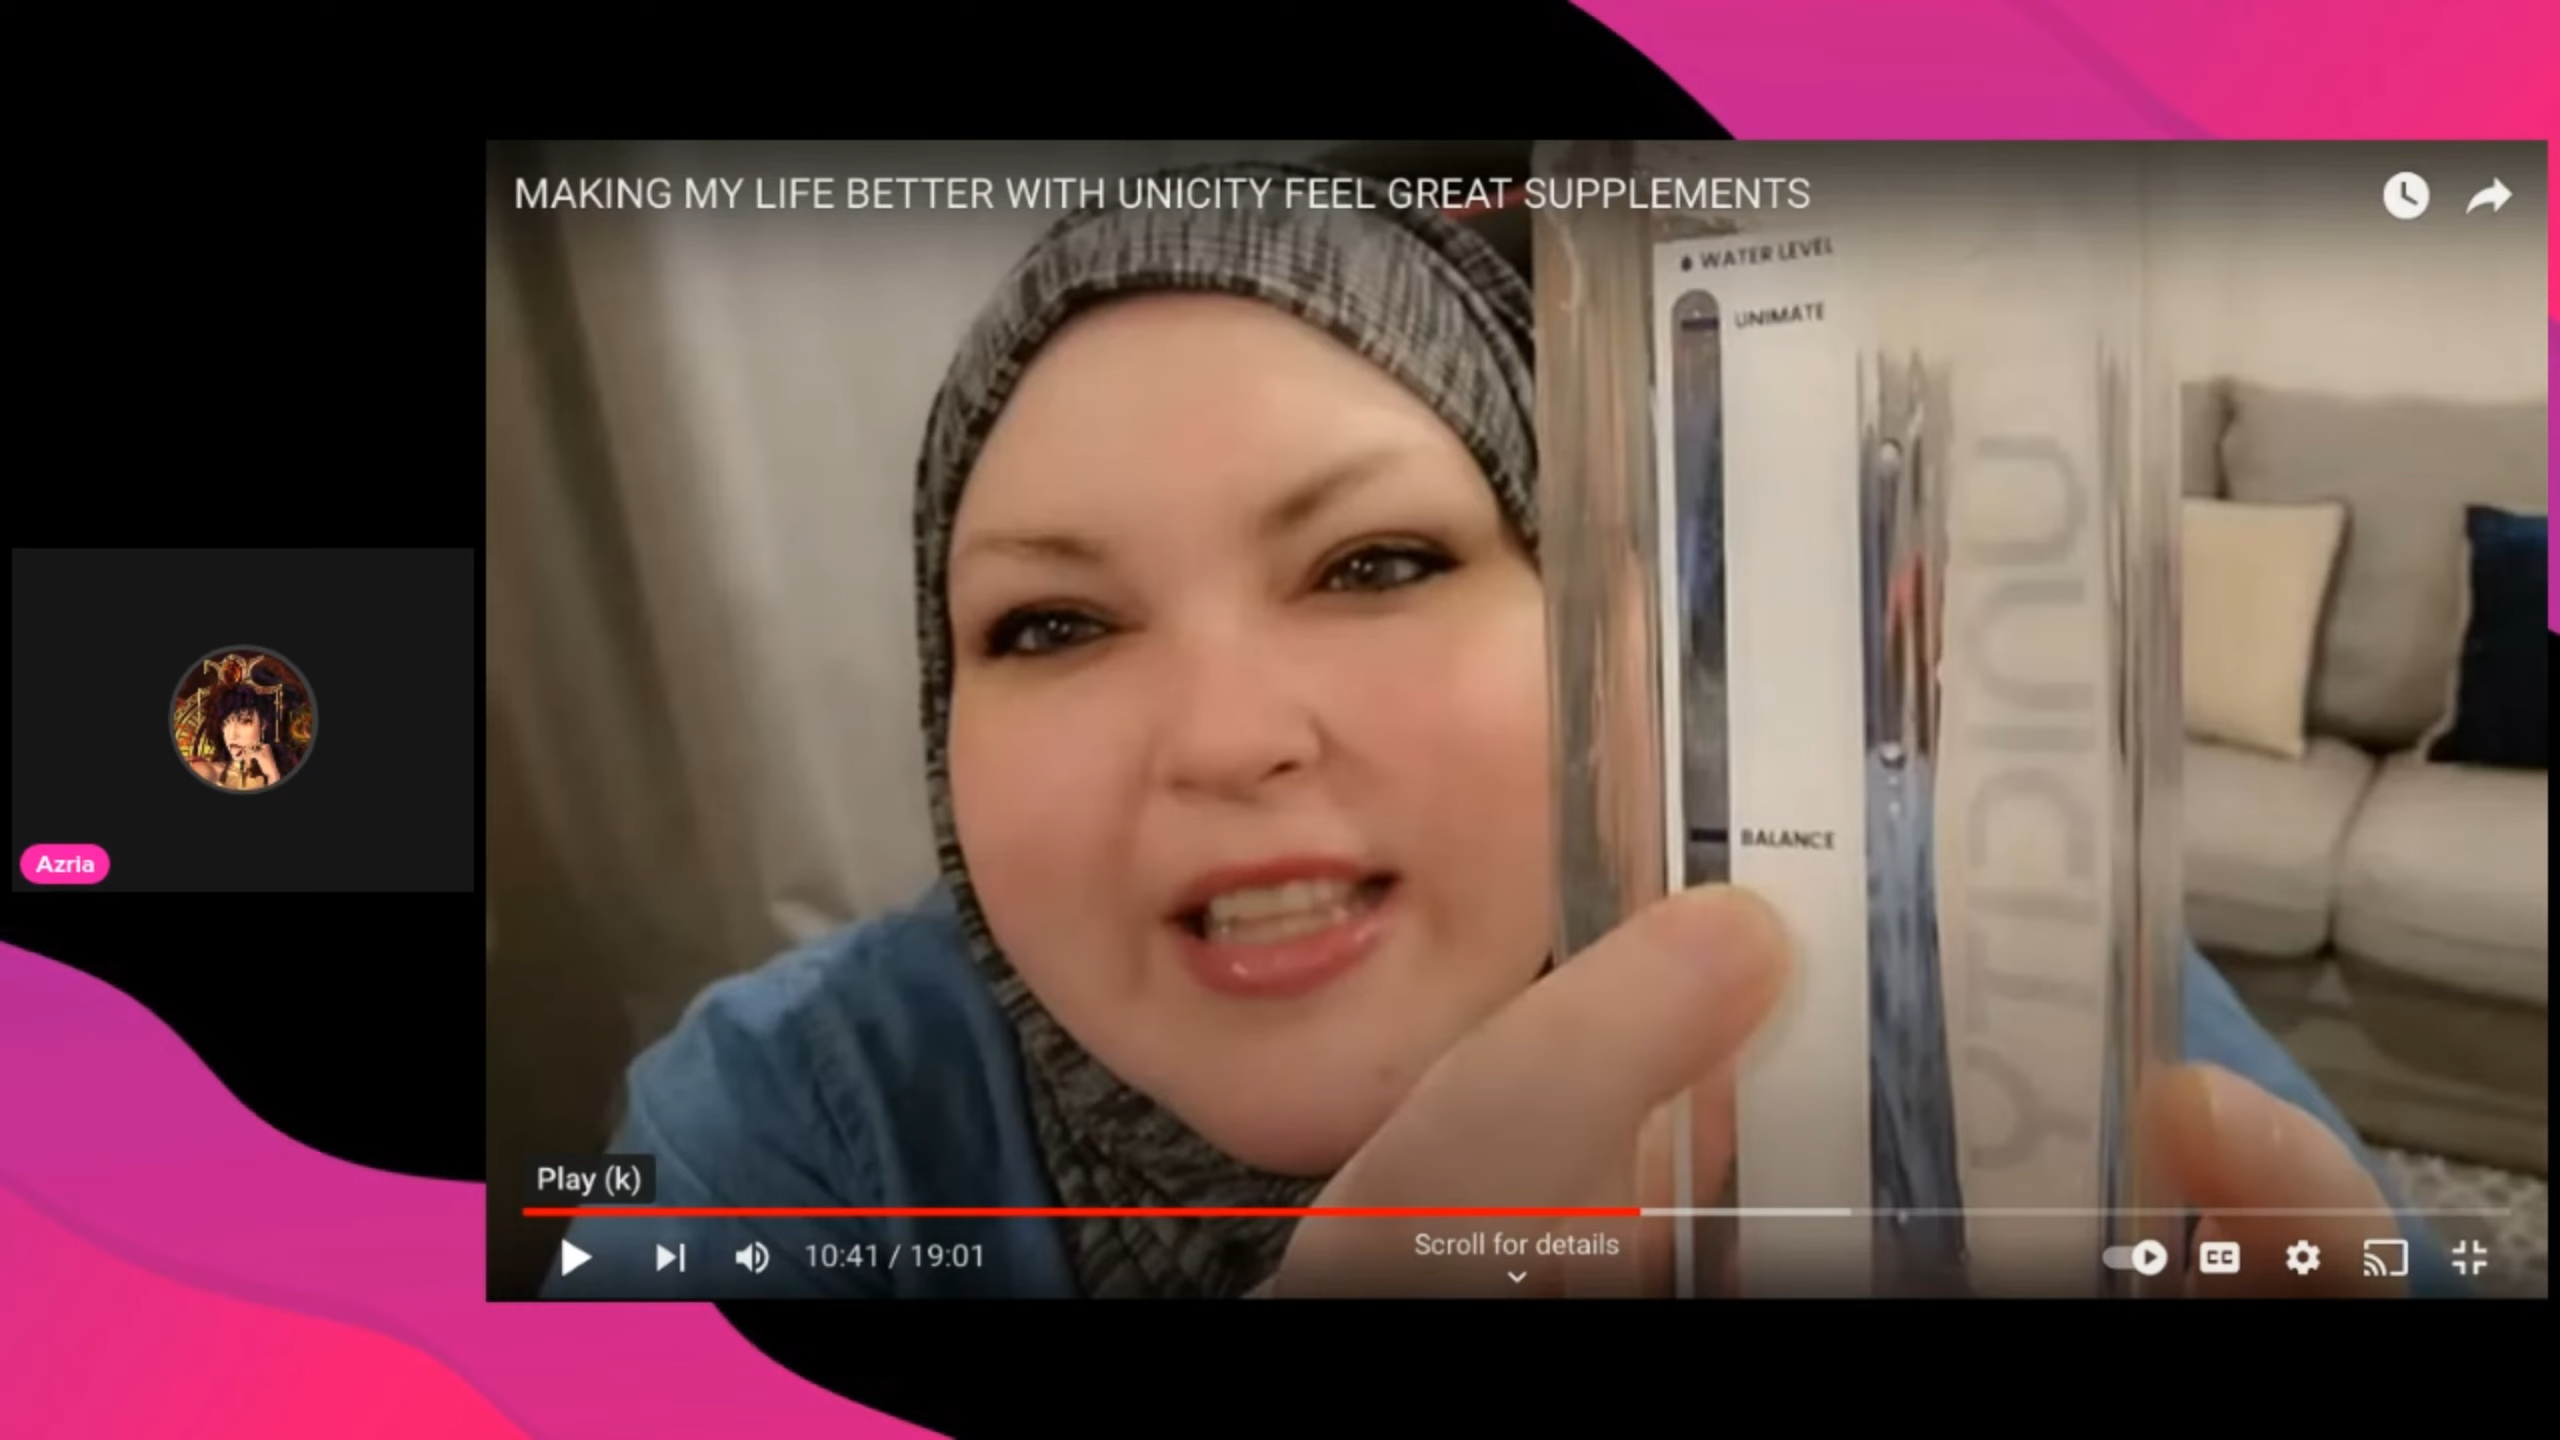 MAKING MY LIFE BETTER WITH UNICITY FEEL GREAT SUPPLEMENTS
WATER LEVEL
UNIMATE
BALANCE
UNICITY
Azria
Play (k)
10:41 / 19:01
Scroll for details
CC